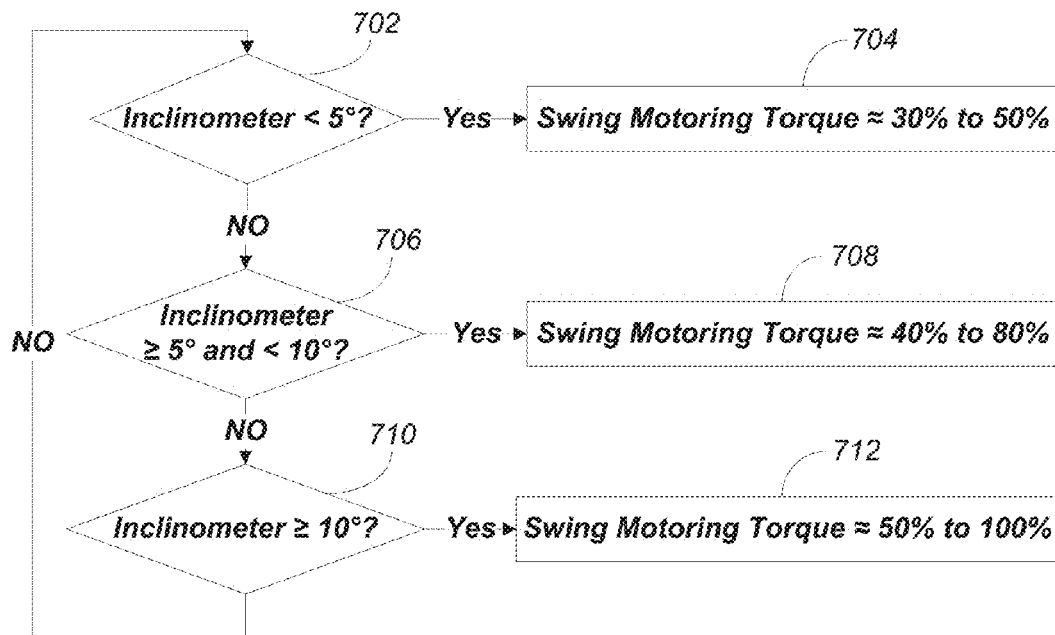 702
704
Inclinometer < 5°?
Yes
Swing Motoring Torque ≈ 30% to 50%
NO
706
708
Inclinometer
≥ 5° and < 10°?
Yes
Swing Motoring Torque ≈ 40% to 80%
NO
NO
710
712
Inclinometer ≥ 10°?
Yes
Swing Motoring Torque ≈ 50% to 100%